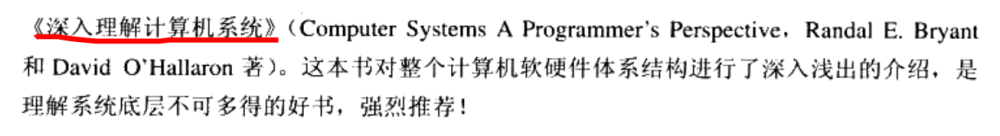 《深入理解计算机系统》(Computer Systems A Programmer's Perspective，Randal E. Bryant
和 David O'Hallaron 著)。这本书对整个计算机软硬件体系结构进行了深入浅出的介绍，是
理解系统底层不可多得的好书，强烈推荐！